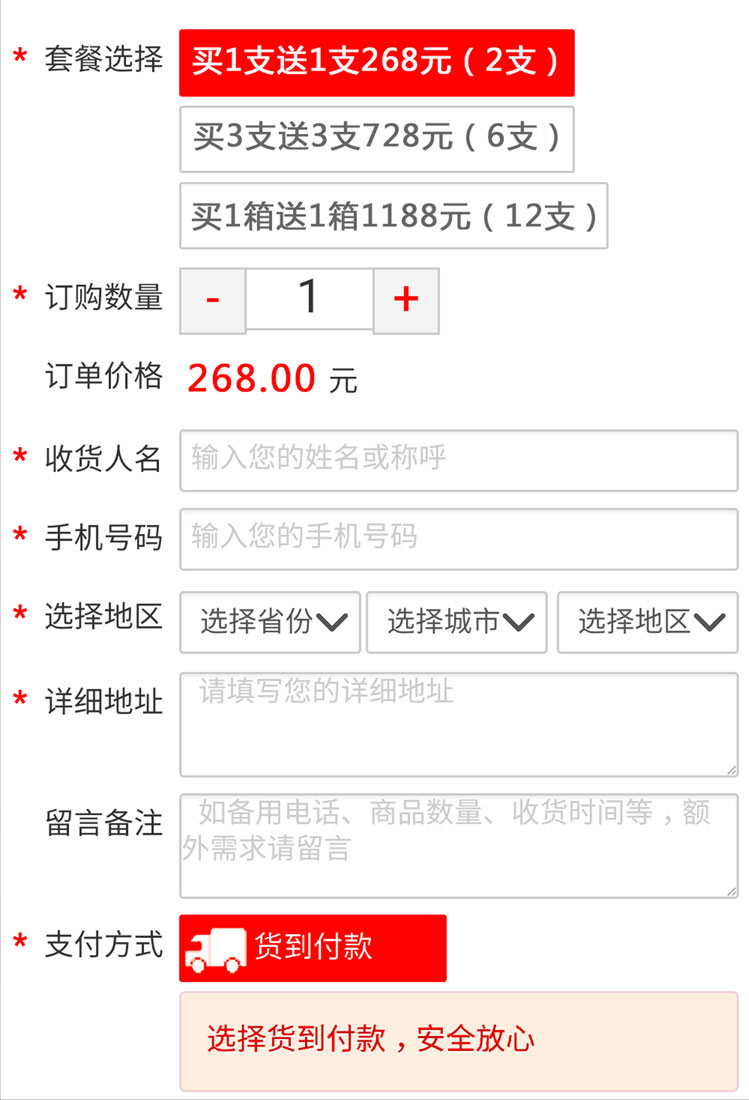 * 套餐选择 买1支送1支268元（2支）
买3支送3支728元（6支）
买1箱送1箱1188元（12支）
* 订购数量 - 1 +
订单价格 268.00 元
* 收货人名 输入您的姓名或称呼
* 手机号码 输入您的手机号码
* 选择地区 选择省份 选择城市 选择地区
* 详细地址 请填写您的详细地址
留言备注 如备用电话、商品数量、收货时间等，额
外需求请留言
* 支付方式 货到付款
选择货到付款，安全放心